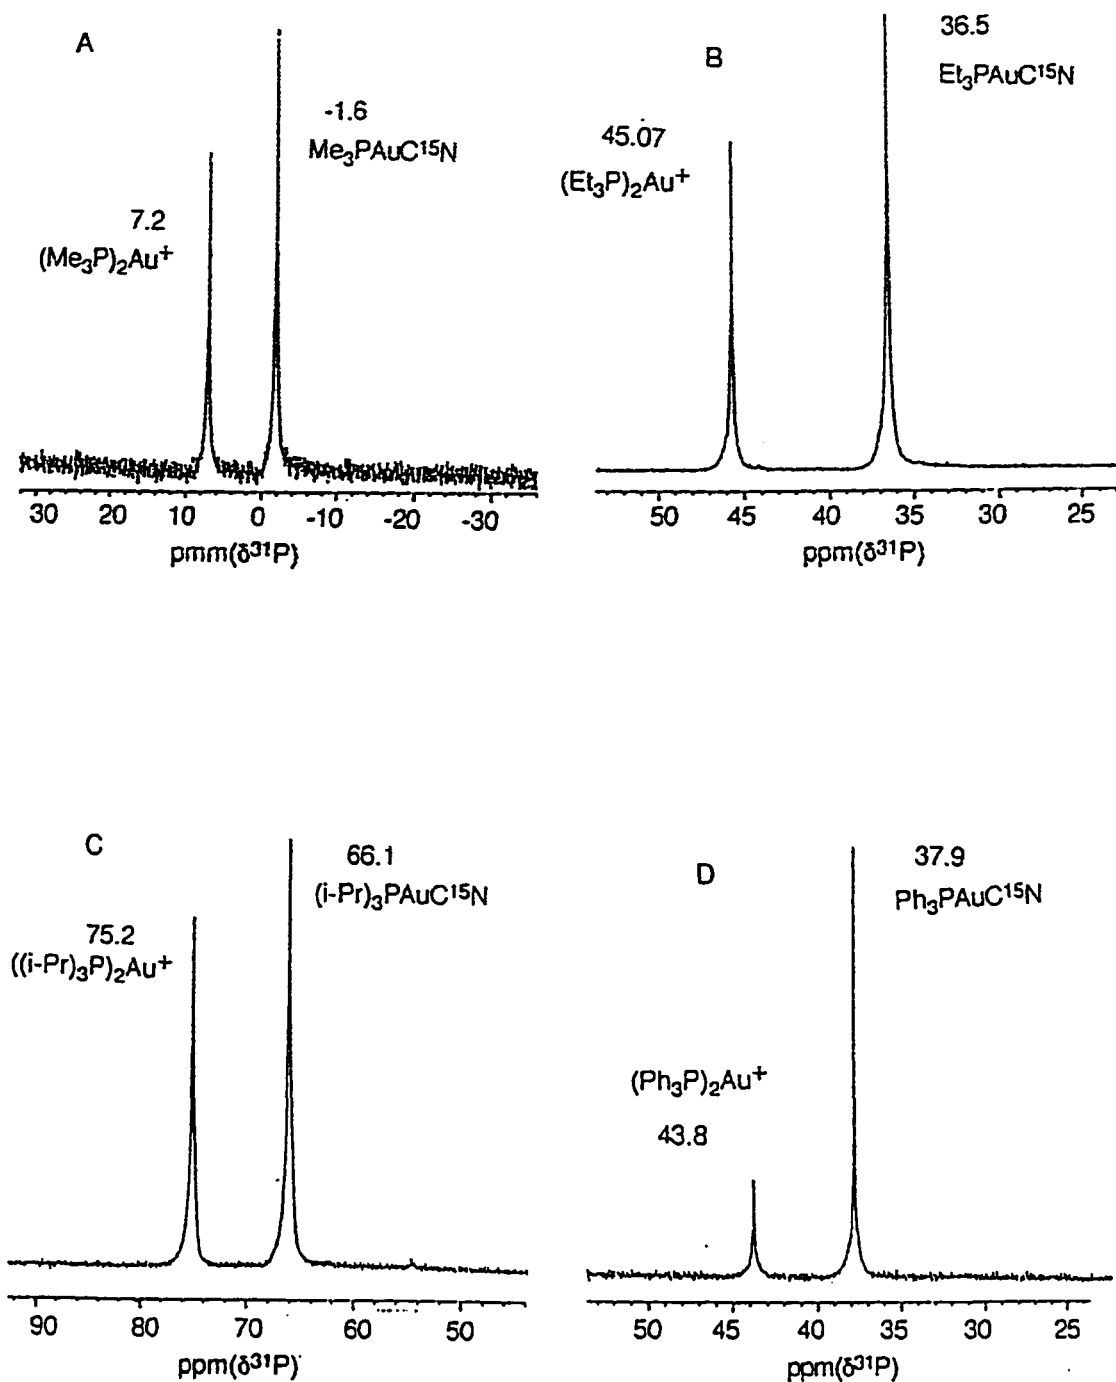 A
-1.6
Me₃PAuC¹⁵N
7.2
(Me₃P)₂Au⁺
30 20 10 0 -10 -20 -30
pmm(δ³¹P)
B
36.5
Et₃PAuC¹⁵N
45.07
(Et₃P)₂Au⁺
50 45 40 35 30 25
ppm(δ³¹P)
C
66.1
(i-Pr)₃PAuC¹⁵N
75.2
((i-Pr)₃P)₂Au⁺
90 80 70 60 50
ppm(δ³¹P)
D
37.9
Ph₃PAuC¹⁵N
(Ph₃P)₂Au⁺
43.8
50 45 40 35 30 25
ppm(δ³¹P)